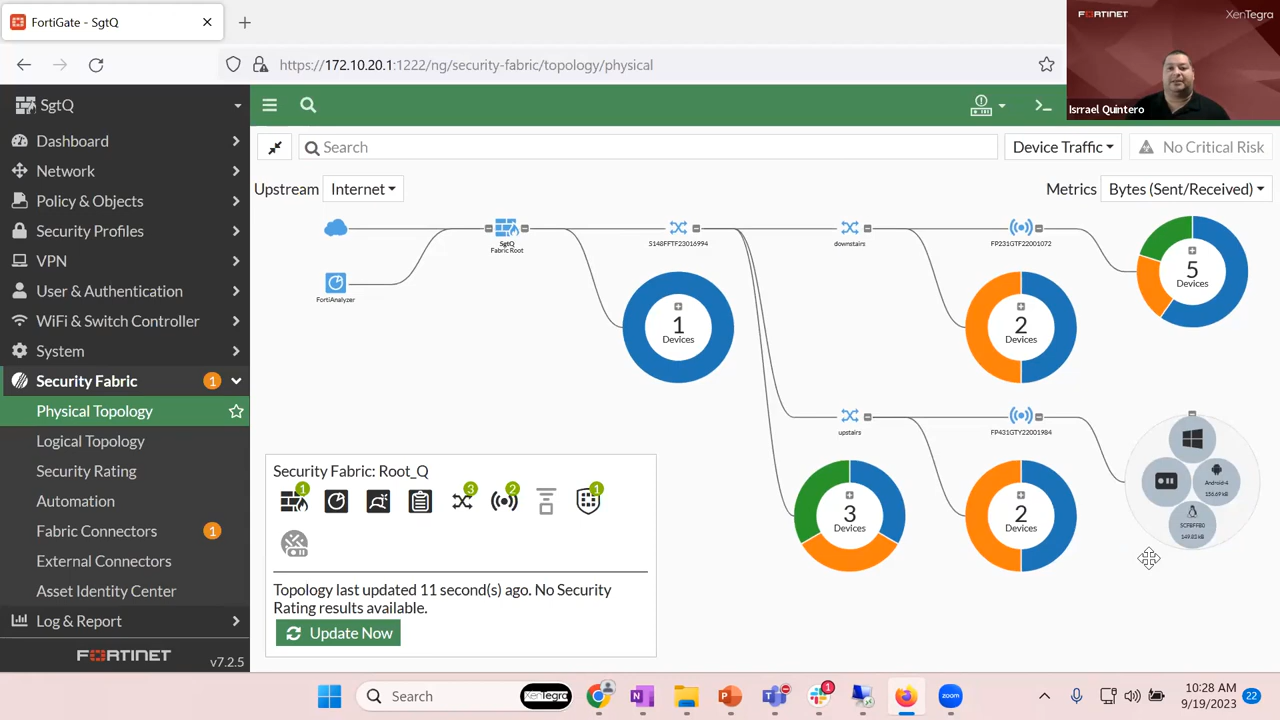 FortiGate - SgtQ
https://172.10.20.1:1222/ng/security-fabric/topology/physical
FORTINET
XenTegra
Isrrael Quintero
SgtQ
Dashboard
Network
Policy & Objects
Security Profiles
VPN
User & Authentication
WiFi & Switch Controller
System
Security Fabric 1
Physical Topology
Logical Topology
Security Rating
Automation
Fabric Connectors 1
External Connectors
Asset Identity Center
Log & Report
FORTINET v7.2.5
Search
Device Traffic
No Critical Risk
Upstream Internet
Metrics Bytes (Sent/Received)
SgtQ
Fabric Root
FortiAnalyzer
S148FFTF23016994
1
Devices
downstairs
FP231GTF22001072
2
Devices
5
Devices
upstairs
FP431GTY22001984
3
Devices
2
Devices
Android-4
156.69 kB
SCFBFFB0
149.83 kB
Security Fabric: Root_Q
1
3
2
1
Topology last updated 11 second(s) ago. No Security
Rating results available.
Update Now
Search
XenTegra
1
10:28 AM
9/19/2023
22
zoom